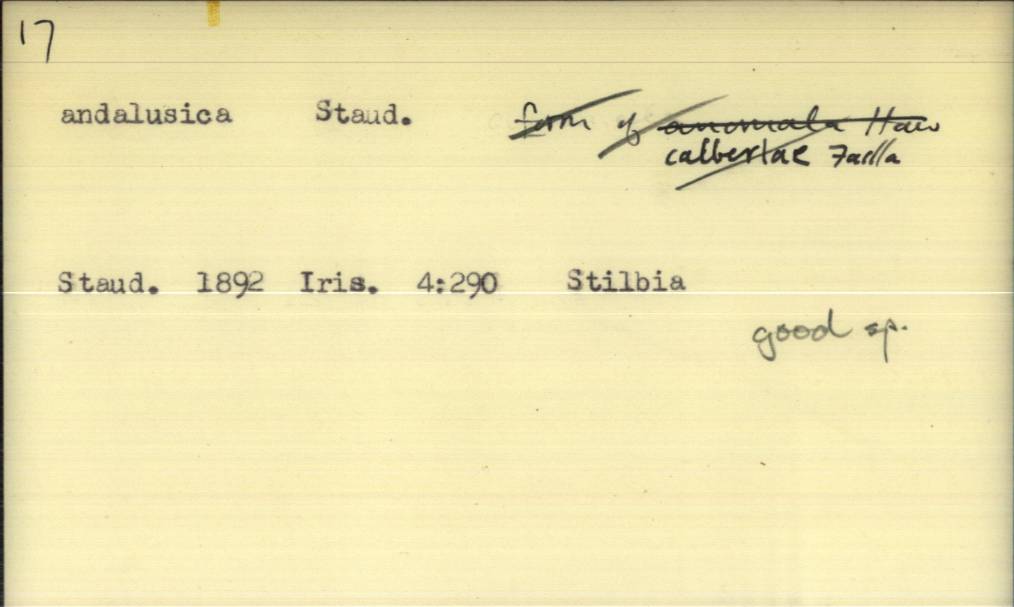 17
andalusica Staud. form of anomala Haw
calbertae Failla
Staud. 1892 Iris. 4:290 Stilbia
good sp.